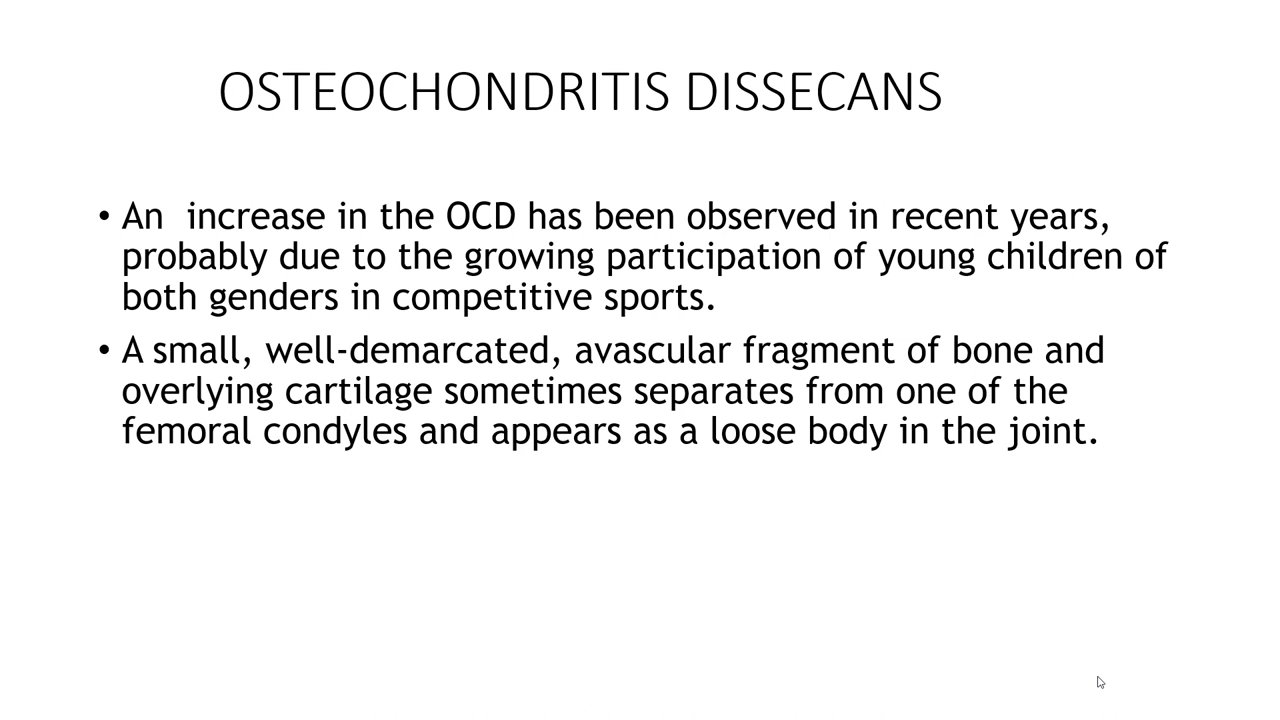 OSTEOCHONDRITIS DISSECANS
• An  increase in the OCD has been observed in recent years,
probably due to the growing participation of young children of
both genders in competitive sports.
• A small, well-demarcated, avascular fragment of bone and
overlying cartilage sometimes separates from one of the
femoral condyles and appears as a loose body in the joint.